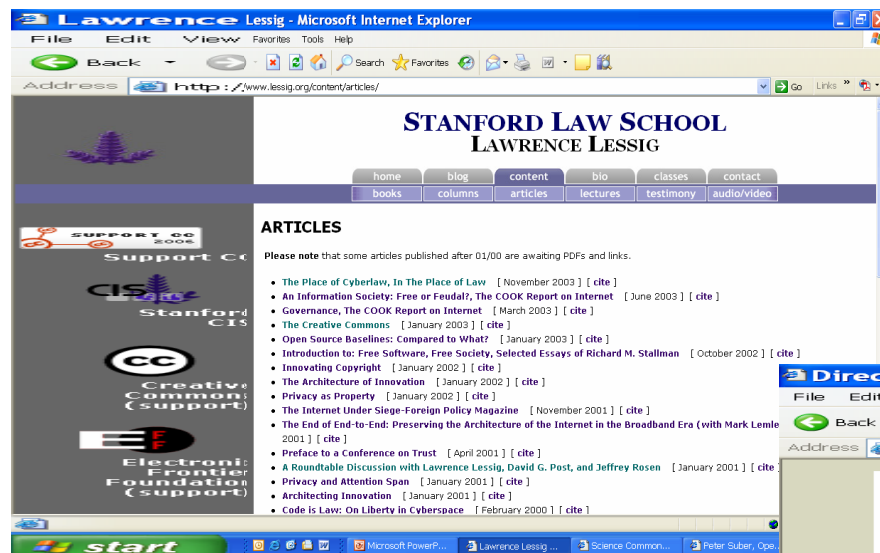 Lawrence Lessig - Microsoft Internet Explorer
File Edit View Favorites Tools Help
Back Search Favorites
Address http://www.lessig.org/content/articles/ Go Links »
STANFORD LAW SCHOOL
LAWRENCE LESSIG
home blog content bio classes contact
books columns articles lectures testimony audio/video
SUPPORT CC
2006
Support CC
CIS
Stanford
CIS
cc
Creative
Commons
(support)
EFF
Electronic
Frontier
Foundation
(support)
ARTICLES
Please note that some articles published after 01/00 are awaiting PDFs and links.
• The Place of Cyberlaw, In The Place of Law [ November 2003 ] [ cite ]
• An Information Society: Free or Feudal?, The COOK Report on Internet [ June 2003 ] [ cite ]
• Governance, The COOK Report on Internet [ March 2003 ] [ cite ]
• The Creative Commons [ January 2003 ] [ cite ]
• Open Source Baselines: Compared to What? [ January 2003 ] [ cite ]
• Introduction to: Free Software, Free Society, Selected Essays of Richard M. Stallman [ October 2002 ] [ cite ]
• Innovating Copyright [ January 2002 ] [ cite ]
• The Architecture of Innovation [ January 2002 ] [ cite ]
• Privacy as Property [ January 2002 ] [ cite ]
• The Internet Under Siege-Foreign Policy Magazine [ November 2001 ] [ cite ]
• The End of End-to-End: Preserving the Architecture of the Internet in the Broadband Era (with Mark Lemle
2001 ] [ cite ]
• Preface to a Conference on Trust [ April 2001 ] [ cite ]
• A Roundtable Discussion with Lawrence Lessig, David G. Post, and Jeffrey Rosen [ January 2001 ] [ cite
• Privacy and Attention Span [ January 2001 ] [ cite ]
• Architecting Innovation [ January 2001 ] [ cite ]
• Code is Law: On Liberty in Cyberspace [ February 2000 ] [ cite ]
Direc
File Edit
Back
Address
start Microsoft PowerP... Lawrence Lessig ... Science Common... Peter Suber, Ope..